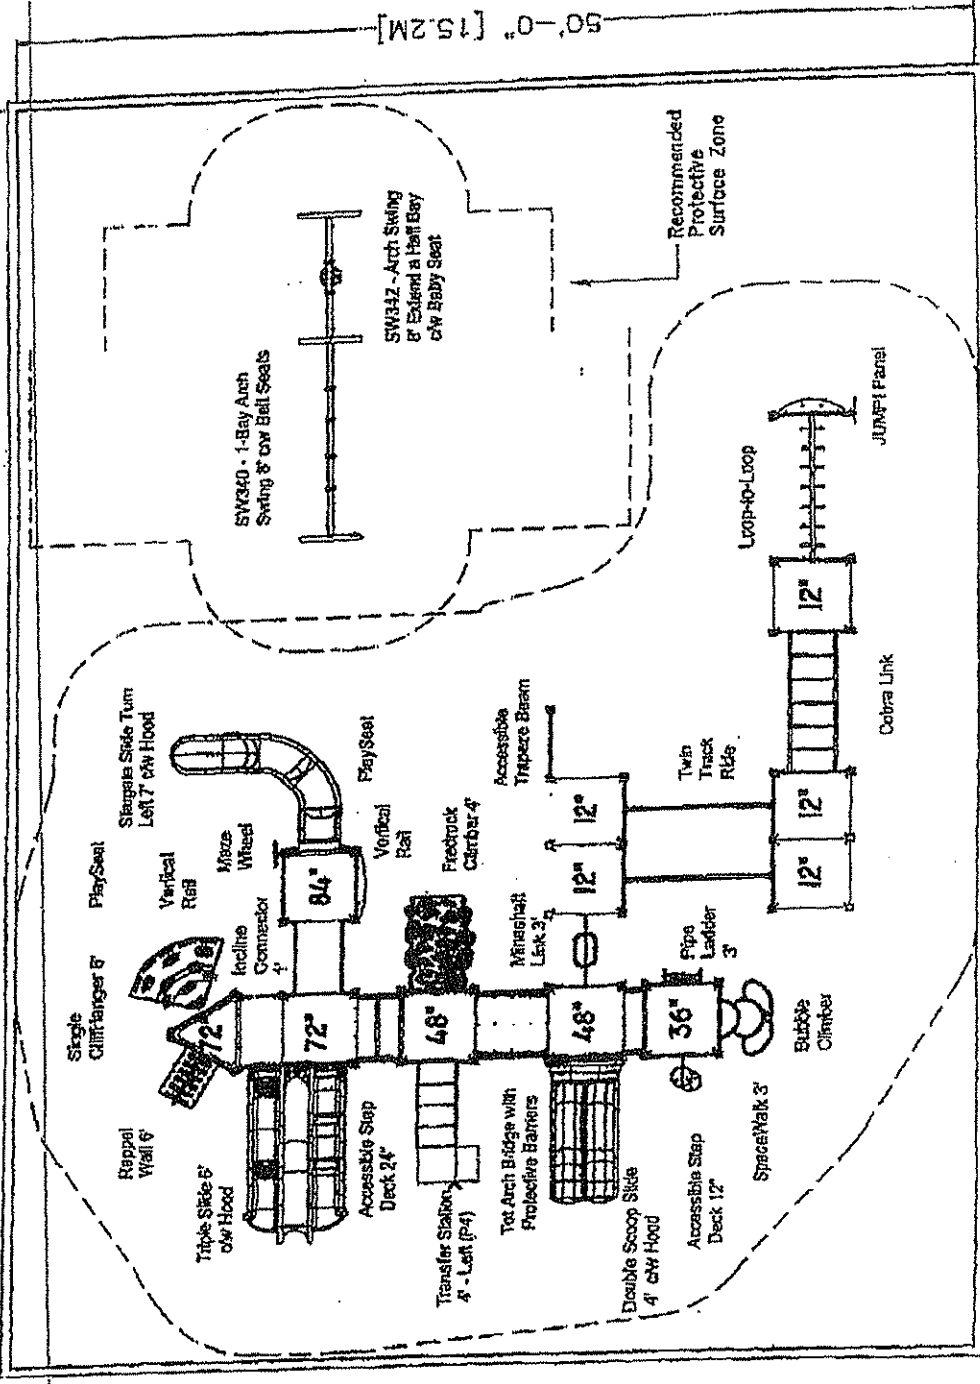 50'-0" [15.2M]
SW340 - 1-Bay Arch
Swing 8' c/w Belt Seats
SW342 - Arch Swing
8' Extend a Half Bay
c/w Baby Seat
Recommended
Protective
Surface Zone
Single
Cliffhanger 6'
PlaySeat
Vertical
Rail
Maze
Wheel
Stargate Slide Turn
Left 7' c/w Hood
PlaySeat
Vertical
Rail
Incline
Connector
1'
Rappel
Wall 6'
Triple Slide 6'
c/w Hood
72"
72"
84"
Accessible Step
Deck 24"
48"
Firerock
Climber 4'
Transfer Station
4' - Left (P4)
Tot Arch Bridge with
Protective Barriers
Mineshaft
Link 3'
Accessible
Trapeze Beam
12"
12"
48"
Double Scoop Slide
4' c/w Hood
36"
Pipe
Ladder
3'
Accessible Step
Deck 12"
SpaceWalk 3'
Bubble
Climber
Twin
Track
Ride
12"
12"
Cobra Link
12"
Loop-to-Loop
JUMP! Panel